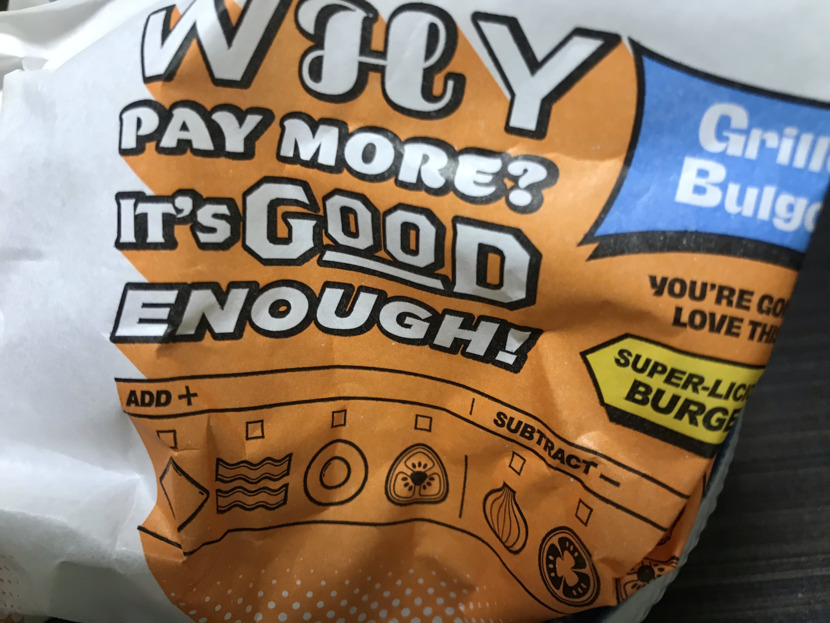 WHY
PAY MORE?
IT'S GOOD
ENOUGH!
ADD +
SUBTRACT —
YOU'RE
LOVE